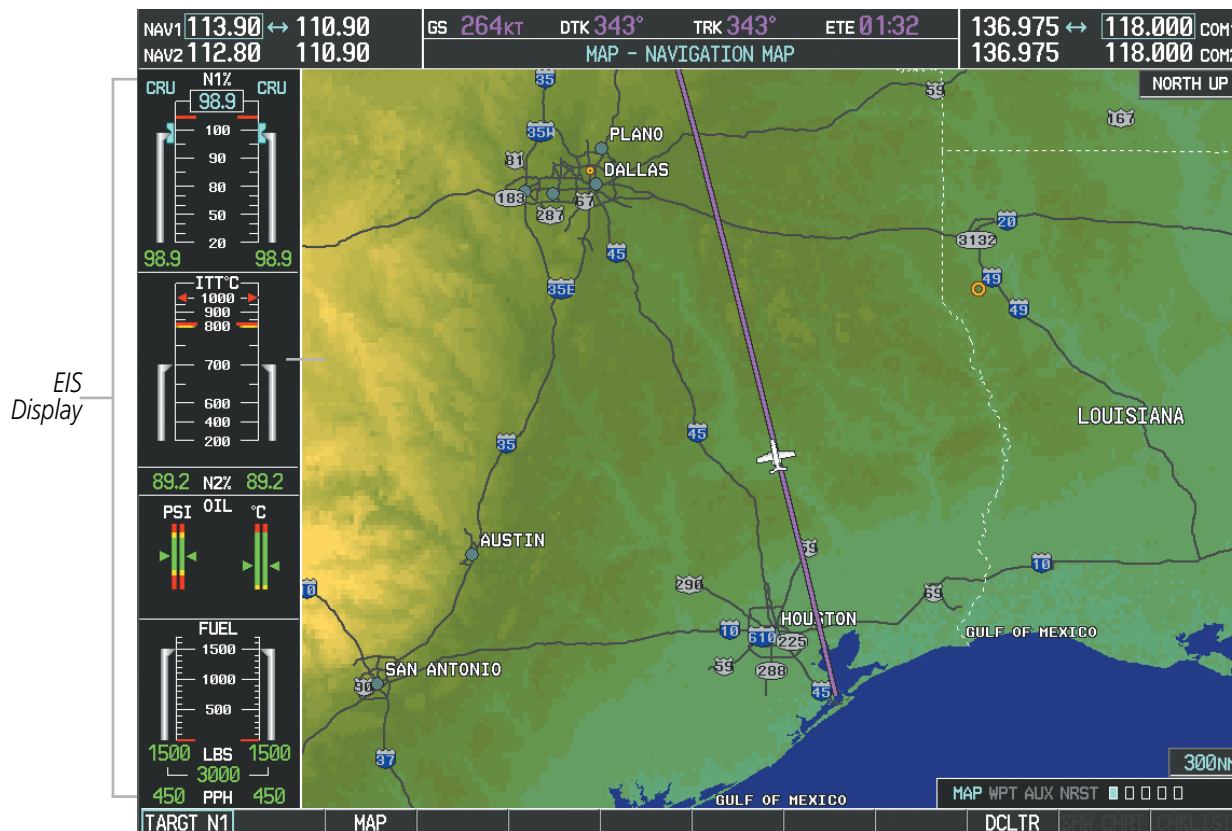 NAV1 113.90 ↔ 110.90
NAV2 112.80 110.90
GS 264KT DTK 343° TRK 343° ETE 01:32
MAP - NAVIGATION MAP
136.975 ↔ 118.000 COM1
136.975 118.000 COM2
N1%
CRU 98.9 CRU
100
90
80
50
20
98.9 98.9
ITT°C
1000
900
800
700
600
400
200
89.2 N2% 89.2
OIL
PSI °C
FUEL
1500
1000
500
1500 LBS 1500
3000
450 PPH 450
EIS
Display
NORTH UP
35
59
167
35W
PLANO
81
DALLAS
183
67
287
20
3132
45
35E
49
49
LOUISIANA
45
35
AUSTIN
69
10
10
290
69
HOUSTON
10
610
225
GULF OF MEXICO
59
288
SAN ANTONIO
90
45
37
300NM
GULF OF MEXICO
MAP WPT AUX NRST
TARGT N1 MAP DCLTR SHW CHRT CHKLIST